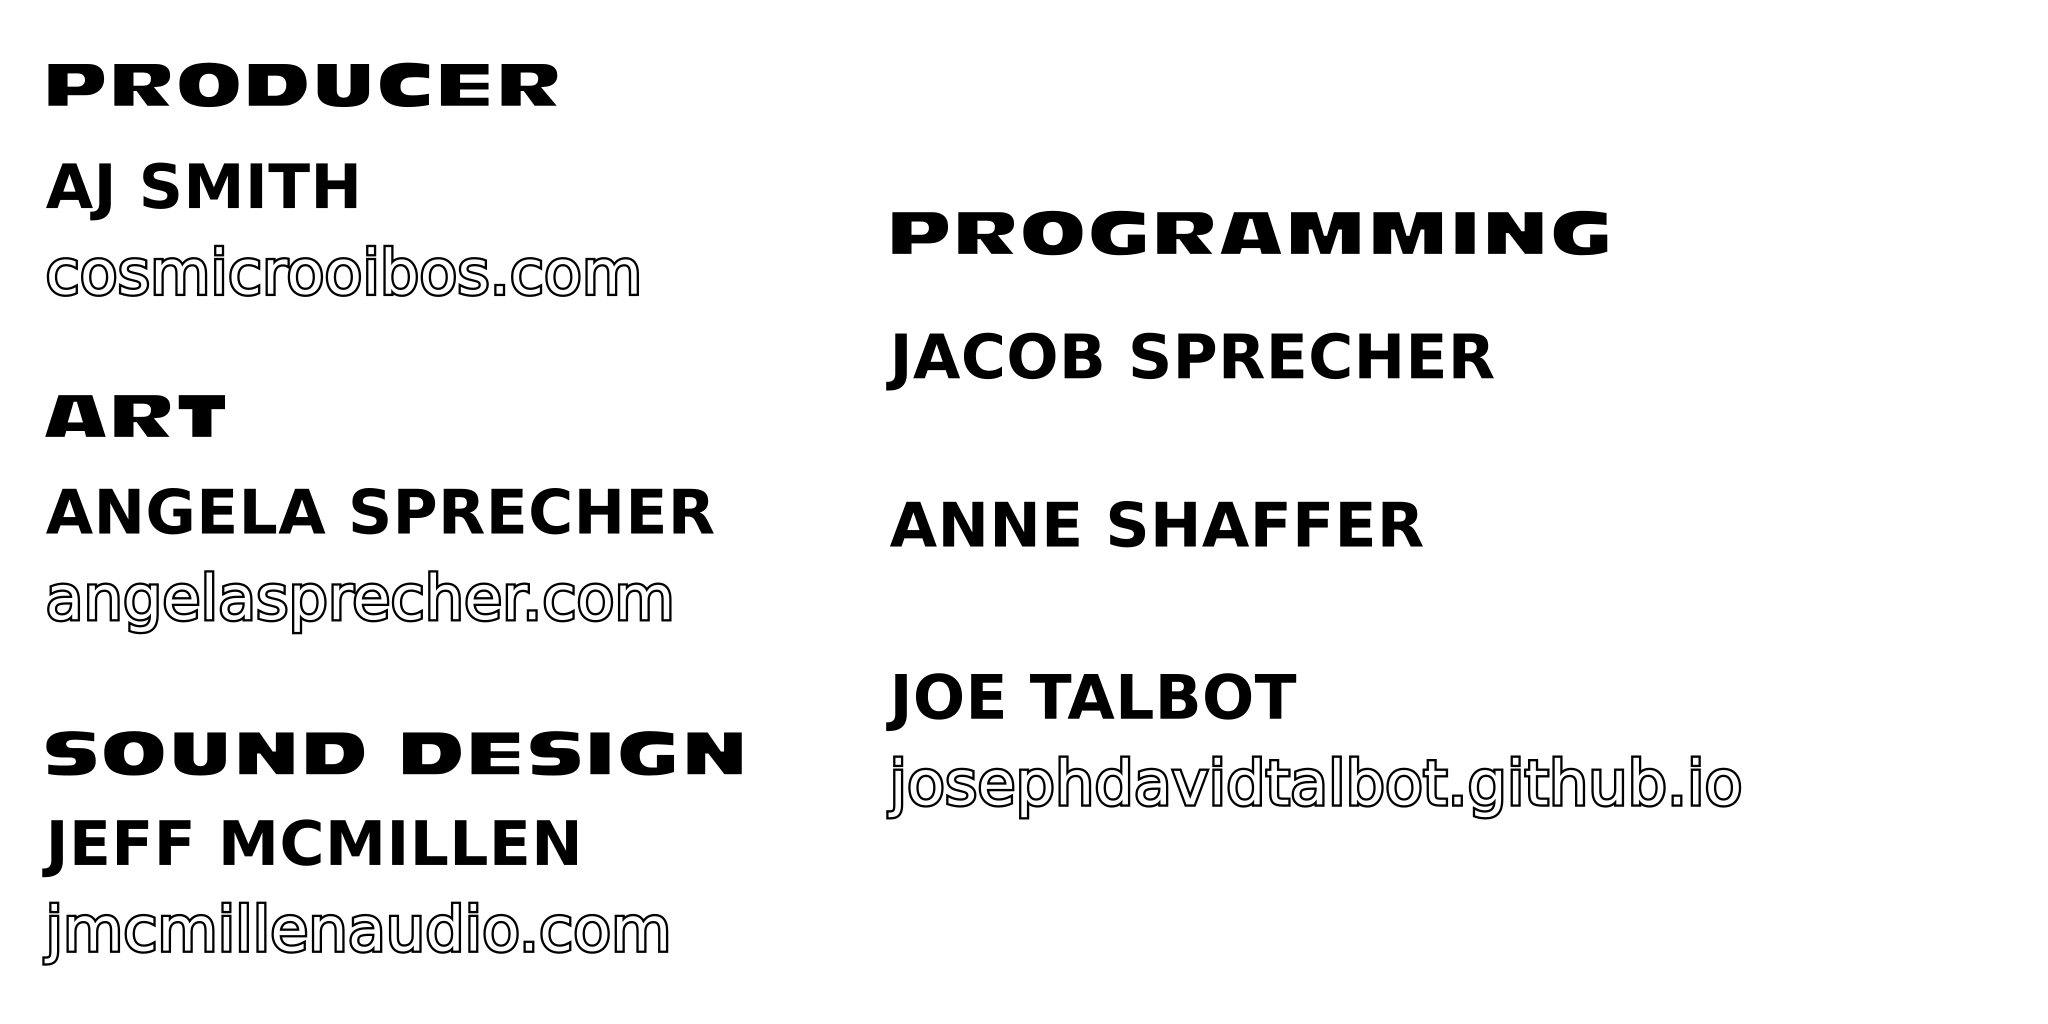 PRODUCER
AJ SMITH
cosmicrooibos.com
ART
ANGELA SPRECHER
angelasprecher.com
SOUND DESIGN
JEFF MCMILLEN
jmcmillenaudio.com
PROGRAMMING
JACOB SPRECHER
ANNE SHAFFER
JOE TALBOT
josephdavidtalbot.github.io